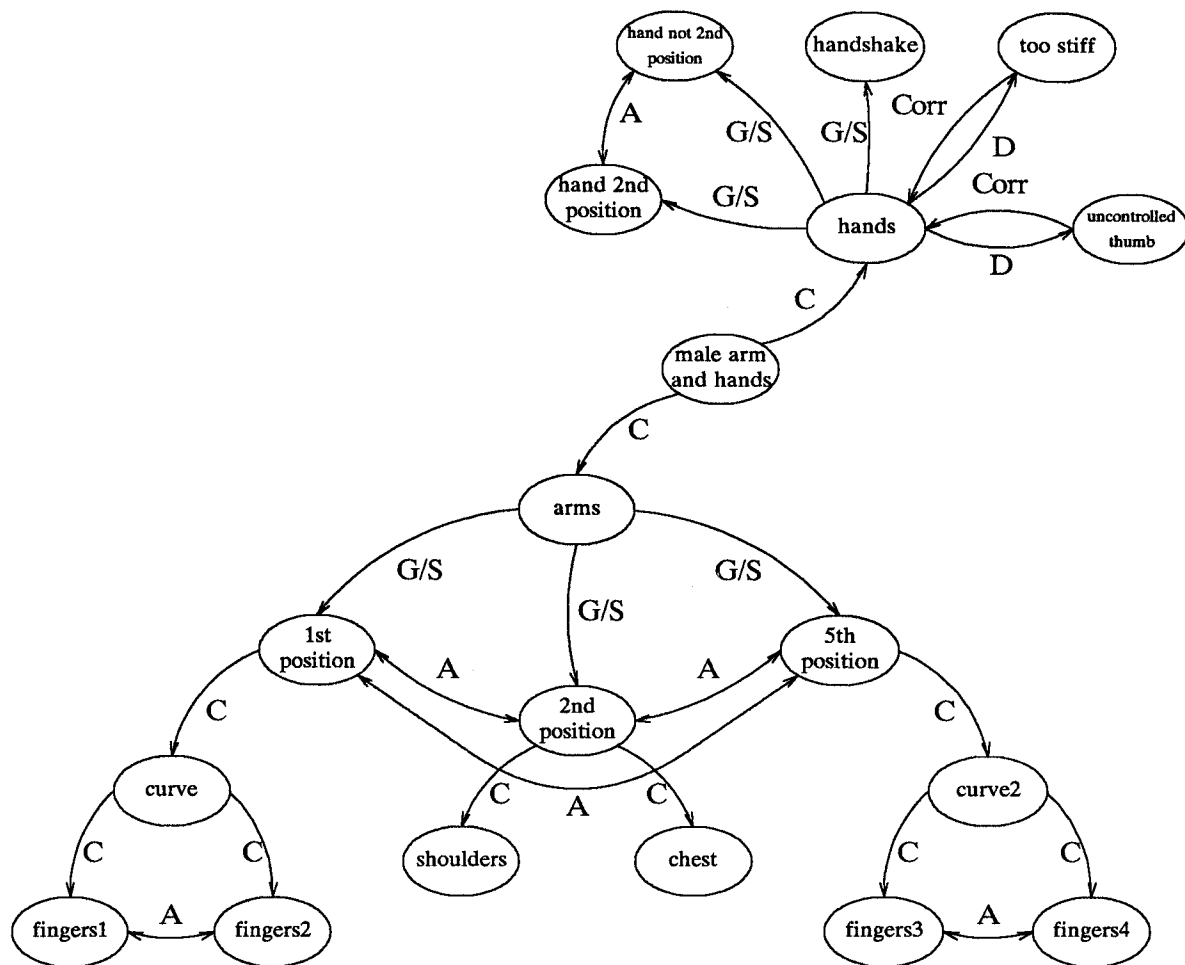 hand not 2nd
position
handshake
too stiff
Corr
A
G/S
G/S
D
hand 2nd
position
G/S
Corr
hands
uncontrolled
thumb
D
C
male arm
and hands
C
arms
G/S
G/S
G/S
1st
position
5th
position
A
A
2nd
position
C
C
curve
C
C
A
curve2
shoulders
chest
C
C
C
C
fingers1
A
fingers2
fingers3
A
fingers4